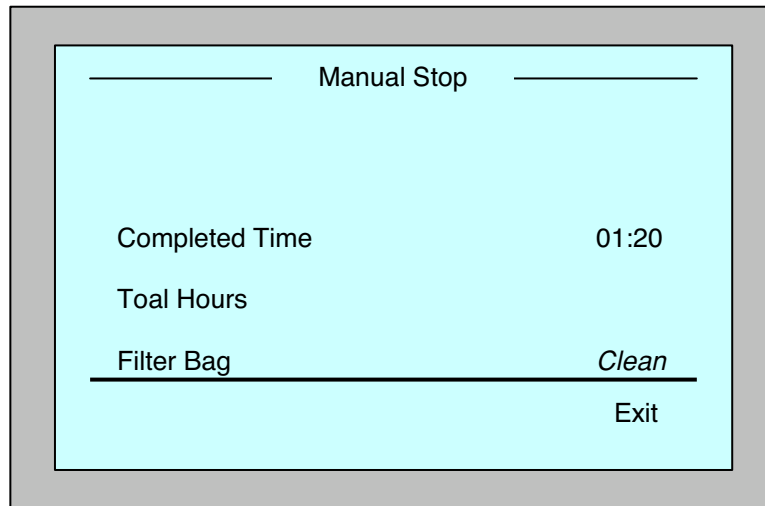 Manual Stop
Completed Time 01:20
Toal Hours
Filter Bag Clean
Exit